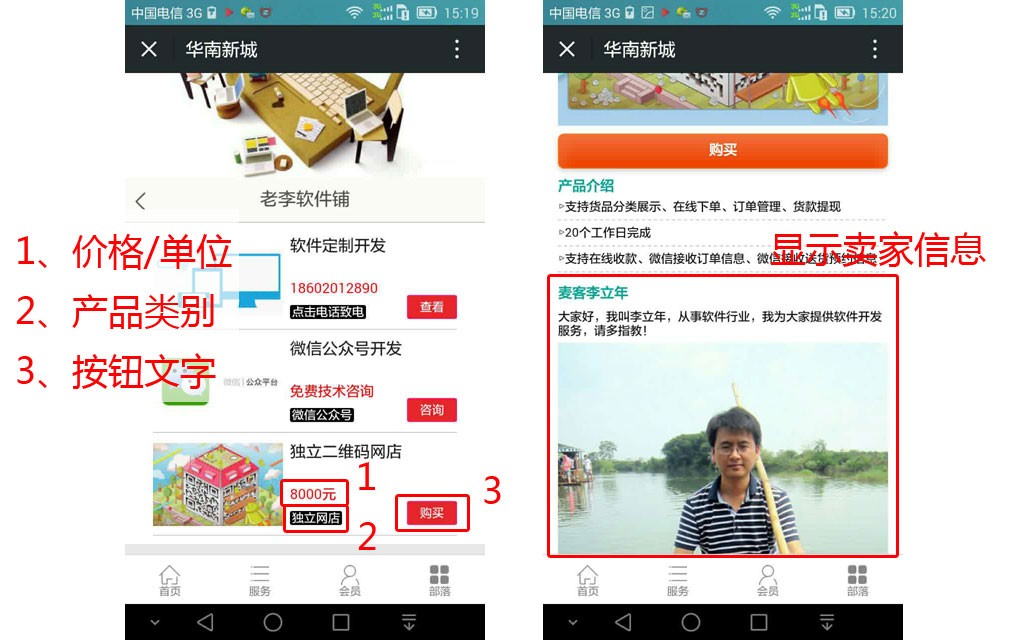 中国电信 3G
15:19
华南新城
老李软件铺
1、价格/单位
2、产品类别
3、按钮文字
软件定制开发
18602012890
点击电话致电
查看
微信公众号开发
微信|公众平台
免费技术咨询
微信公众号
咨询
独立二维码网店
8000元
1
独立网店
2
购买
3
首页 服务 会员 部落
中国电信 3G
15:20
华南新城
购买
产品介绍
▹支持货品分类展示、在线下单、订单管理、货款提现
▹20个工作日完成
▹支持在线收款、微信接收订单信息、微信接收送货预约信息
显示卖家信息
麦客李立年
大家好，我叫李立年，从事软件行业，我为大家提供软件开发
服务，请多指教！
首页 服务 会员 部落